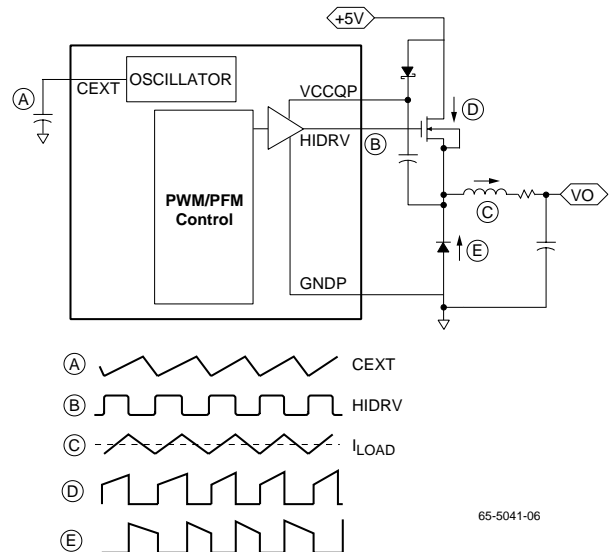 +5V
OSCILLATOR
A
CEXT
VCCQP
D
HIDRV
B
PWM/PFM
Control
C
VO
E
GNDP
A CEXT
B HIDRV
C ILOAD
D
65-5041-06
E